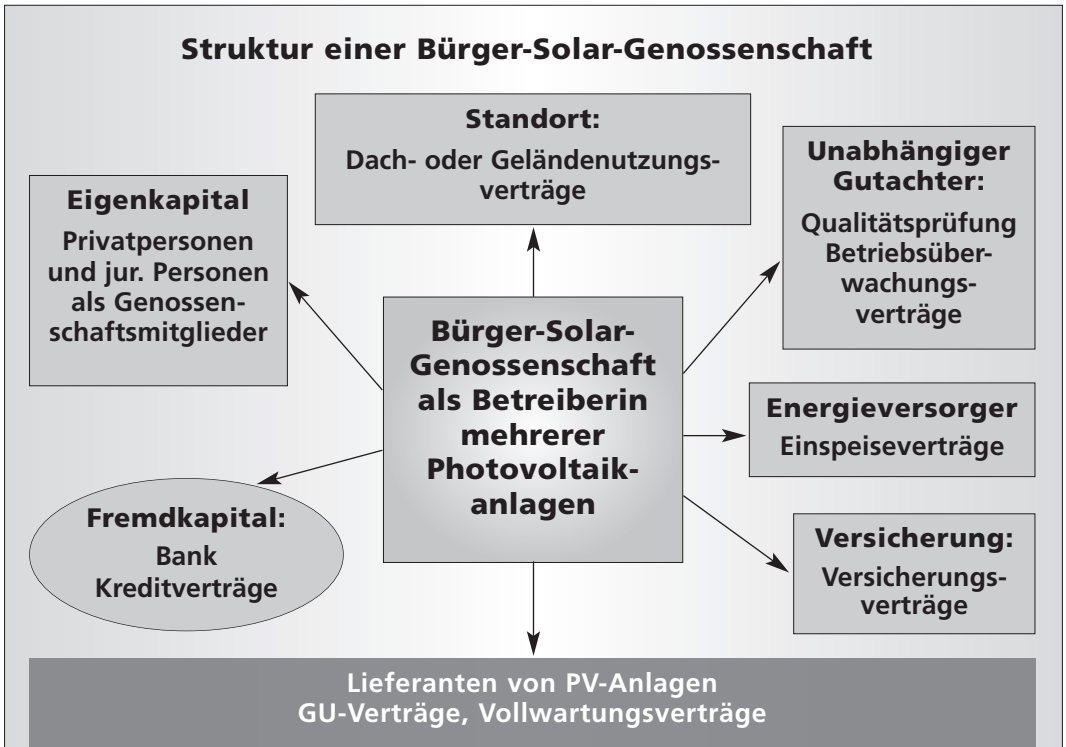 Struktur einer Bürger-Solar-Genossenschaft
Standort:
Dach- oder Geländenutzungs-
verträge
Unabhängiger
Gutachter:
Qualitätsprüfung
Betriebsüber-
wachungs-
verträge
Eigenkapital
Privatpersonen
und jur. Personen
als Genossen-
schaftsmitglieder
Bürger-Solar-
Genossenschaft
als Betreiberin
mehrerer
Photovoltaik-
anlagen
Energieversorger
Einspeiseverträge
Fremdkapital:
Bank
Kreditverträge
Versicherung:
Versicherungs-
verträge
Lieferanten von PV-Anlagen
GU-Verträge, Vollwartungsverträge